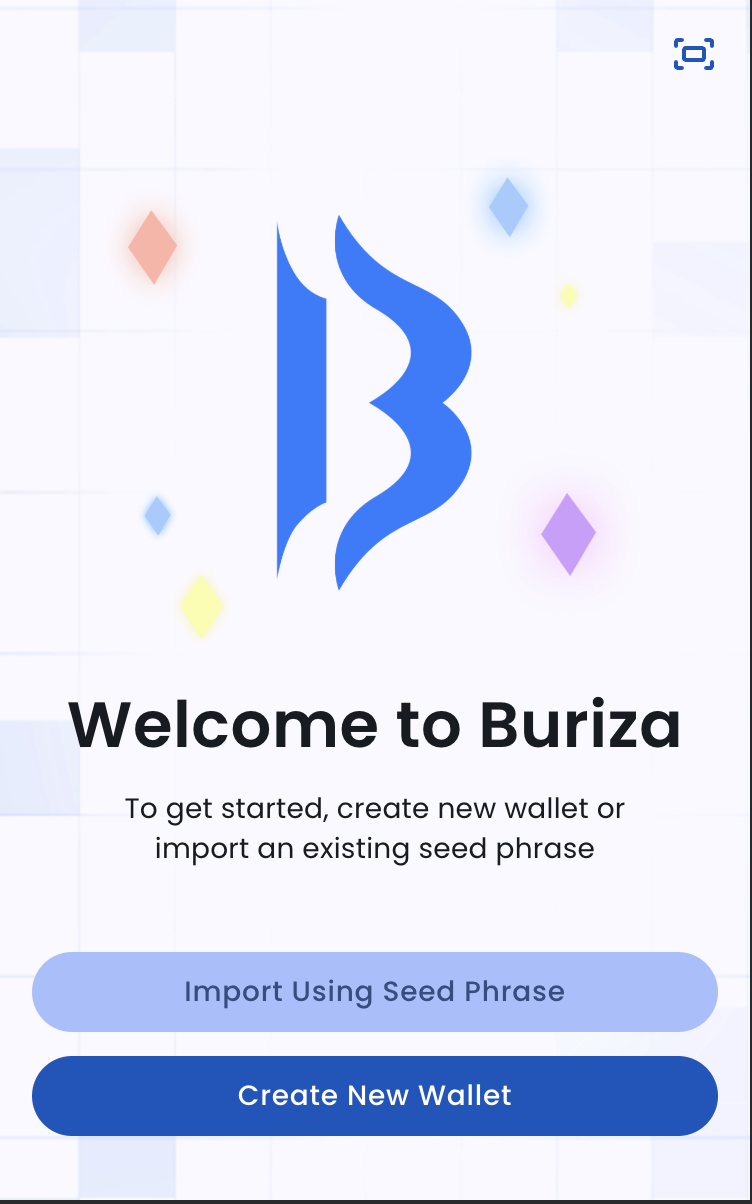 Welcome to Buriza
To get started, create new wallet or
import an existing seed phrase
Import Using Seed Phrase
Create New Wallet